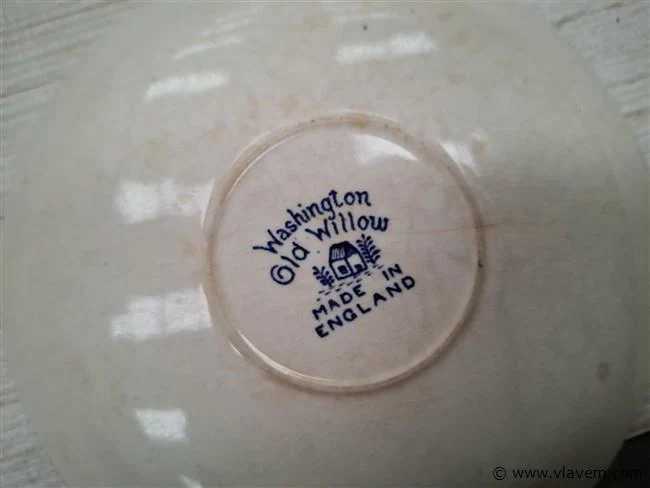 Washington
Old Willow
MADE IN
ENGLAND
© www.vlavem.com